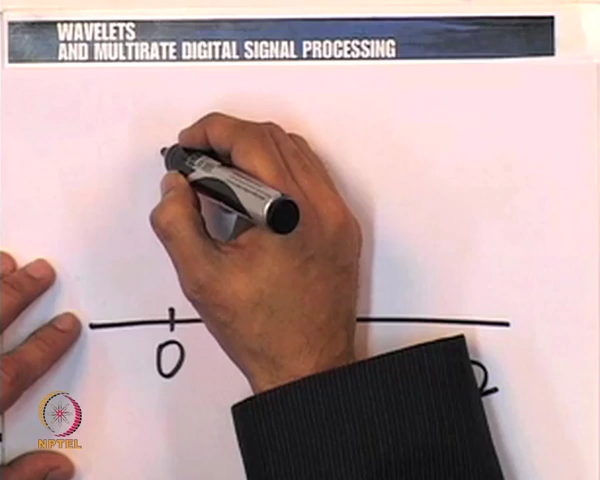 WAVELETS
AND MULTIRATE DIGITAL SIGNAL PROCESSING
0
2
NPTEL